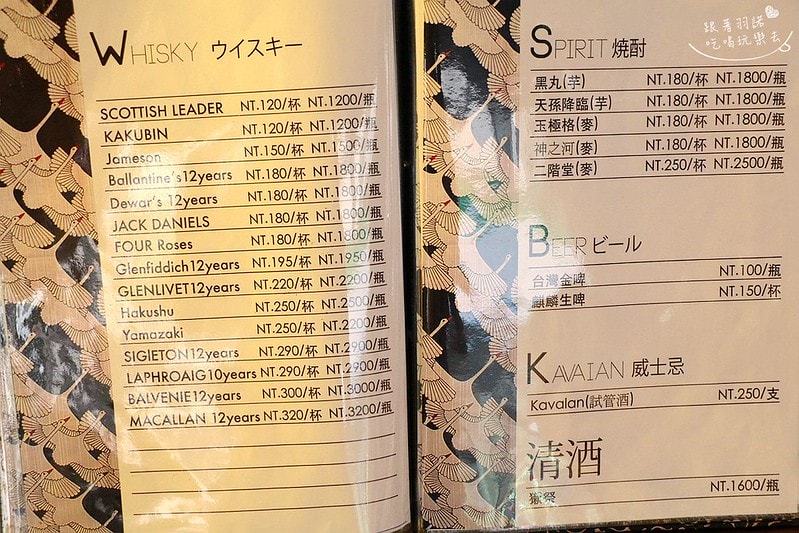 WHISKY ウイスキー
SCOTTISH LEADER NT.120/杯 NT.1200/瓶
KAKUBIN NT.120/杯 NT.1200/瓶
Jameson NT.150/杯 NT.1500/瓶
Ballantine's12years NT.180/杯 NT.1800/瓶
Dewar's 12years NT.180/杯 NT.1800/瓶
JACK DANIELS NT.180/杯 NT.1800/瓶
FOUR Roses NT.180/杯 NT.1800/瓶
Glenfiddich12years NT.195/杯 NT.1950/瓶
GLENLIVET12years NT.220/杯 NT.2200/瓶
Hakushu NT.250/杯 NT.2500/瓶
Yamazaki NT.250/杯 NT.2200/瓶
SIGIETON12years NT.290/杯 NT.2900/瓶
LAPHROAIG10years NT.290/杯 NT.2900/瓶
BALVENIE12years NT.300/杯 NT.3000/瓶
MACALLAN 12years NT.320/杯 NT.3200/瓶
跟著羽諾
吃喝玩樂去
SPIRIT 焼酎
黑丸(芋) NT.180/杯 NT.1800/瓶
天孫降臨(芋) NT.180/杯 NT.1800/瓶
玉極格(麥) NT.180/杯 NT.1800/瓶
神之河(麥) NT.180/杯 NT.1800/瓶
二階堂(麥) NT.250/杯 NT.2500/瓶
BEER ビール
台灣金啤 NT.100/瓶
麒麟生啤 NT.150/杯
KAVAIAN 威士忌
Kavalan(試管酒) NT.250/支
清酒
獺祭 NT.1600/瓶